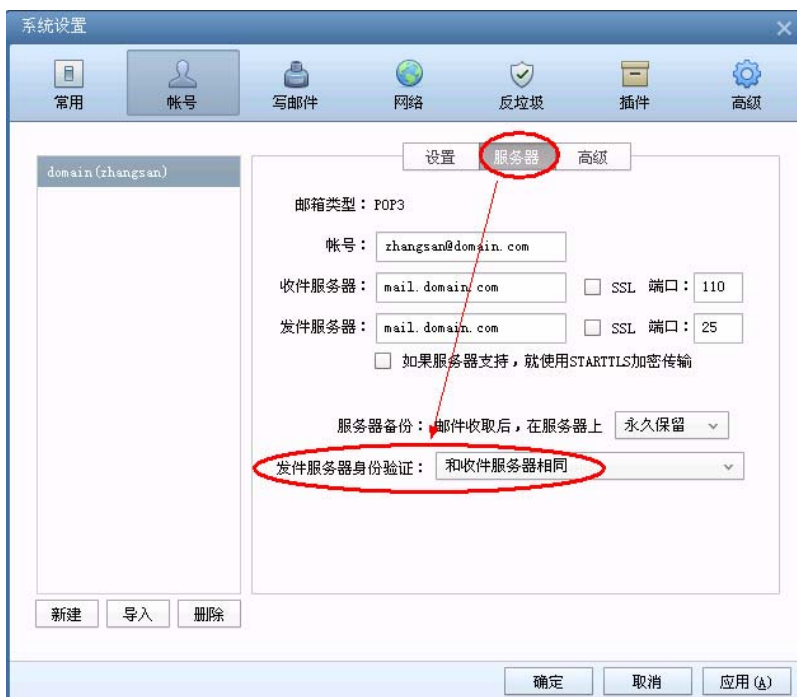 系统设置
常用 帐号 写邮件 网络 反垃圾 插件 高级
设置 服务器 高级
domain(zhangsan)
邮箱类型： POP3
帐号： zhangsan@domain.com
收件服务器： mail.domain.com SSL 端口： 110
发件服务器： mail.domain.com SSL 端口： 25
如果服务器支持，就使用STARTTLS加密传输
服务器备份： 邮件收取后，在服务器上 永久保留
发件服务器身份验证： 和收件服务器相同
新建 导入 删除
确定 取消 应用(A)